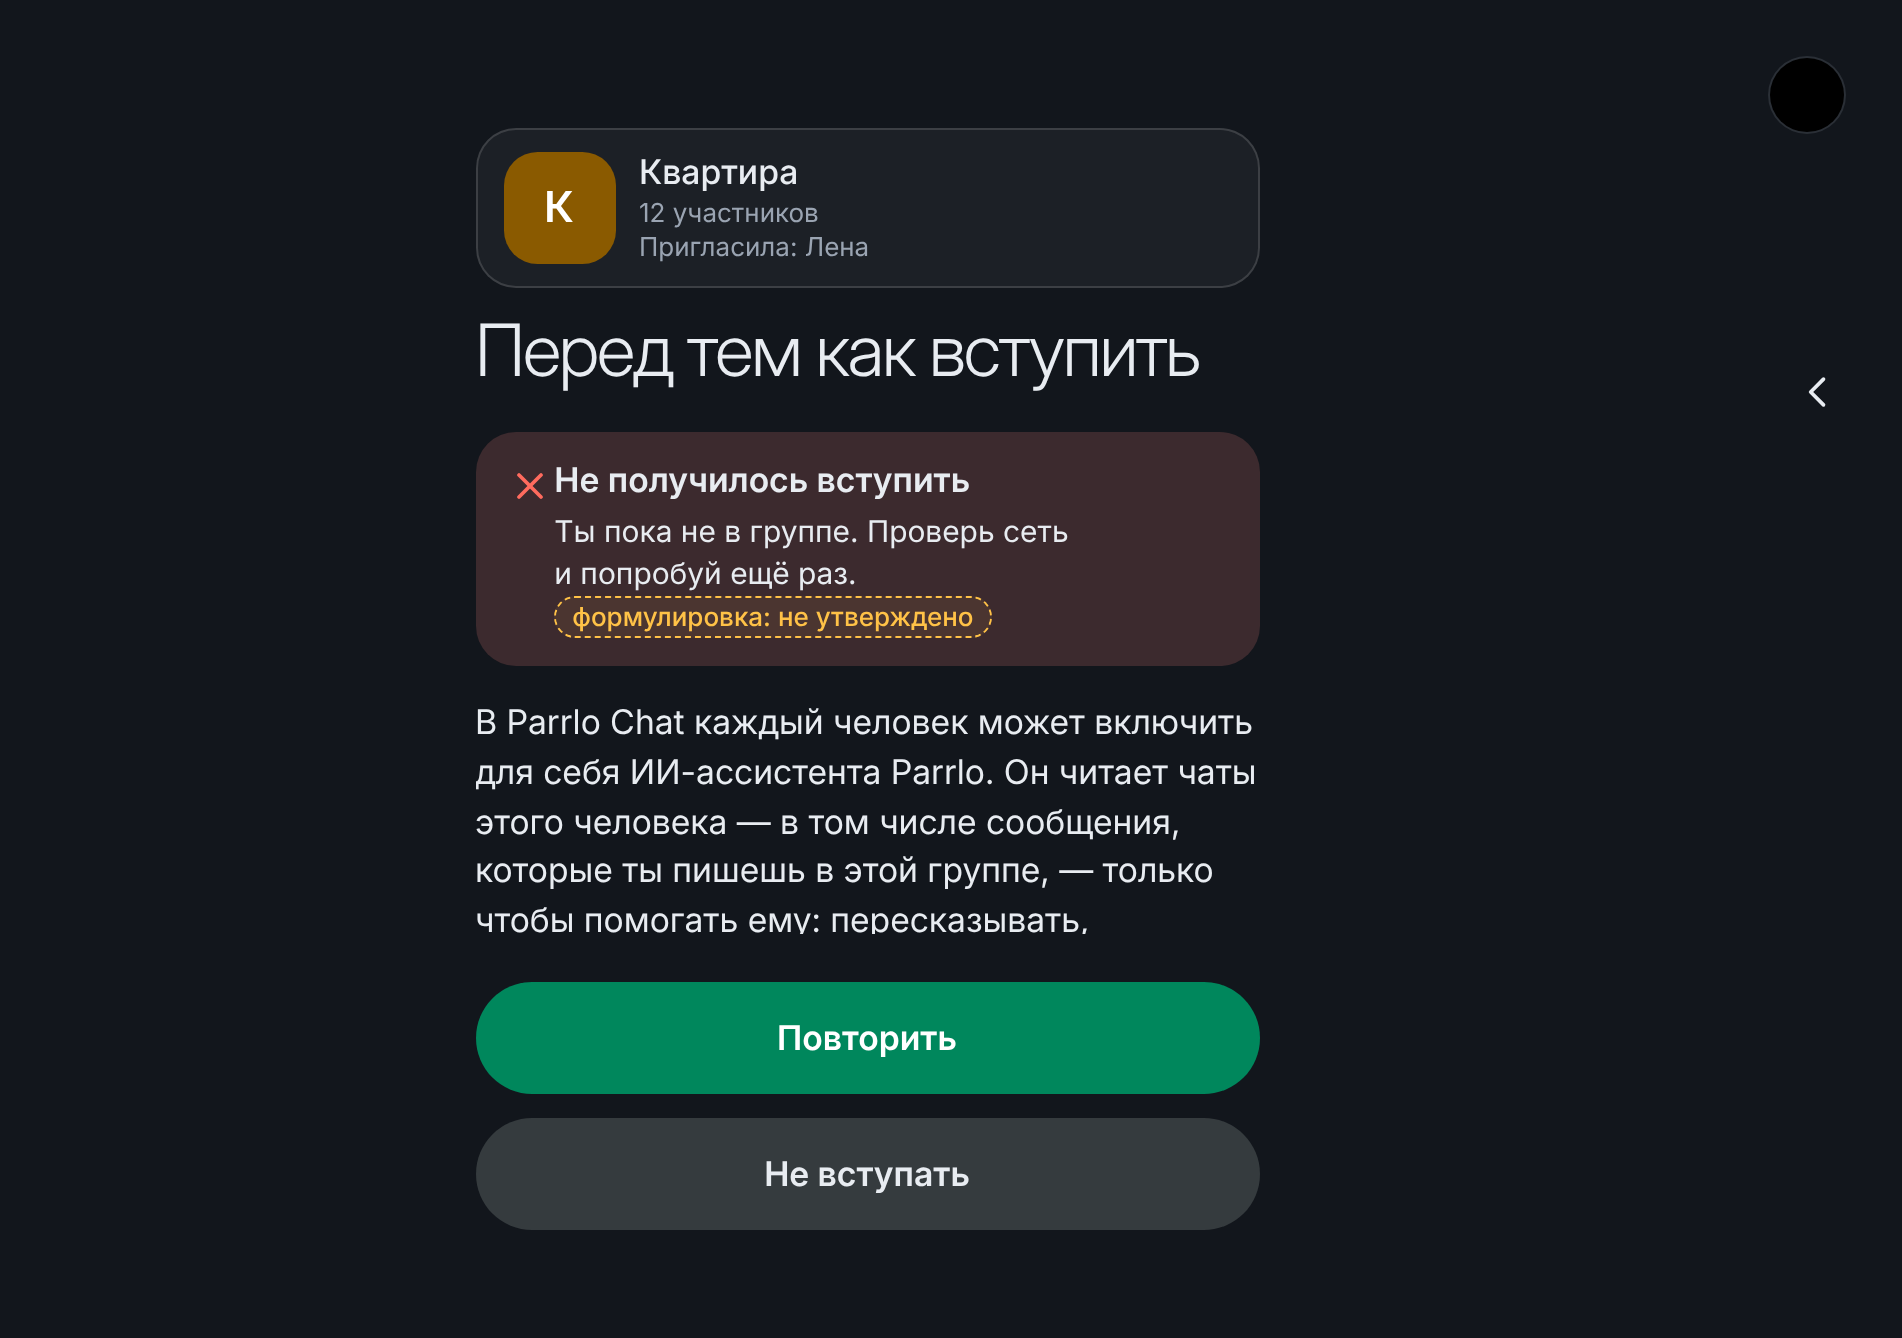 К
Квартира
12 участников
Пригласила: Лена
Перед тем как вступить
Не получилось вступить
Ты пока не в группе. Проверь сеть
и попробуй ещё раз.
формулировка: не утверждено
В Parrlo Chat каждый человек может включить
для себя ИИ-ассистента Parrlo. Он читает чаты
этого человека — в том числе сообщения,
которые ты пишешь в этой группе, — только
чтобы помогать ему: пересказывать,
Повторить
Не вступать